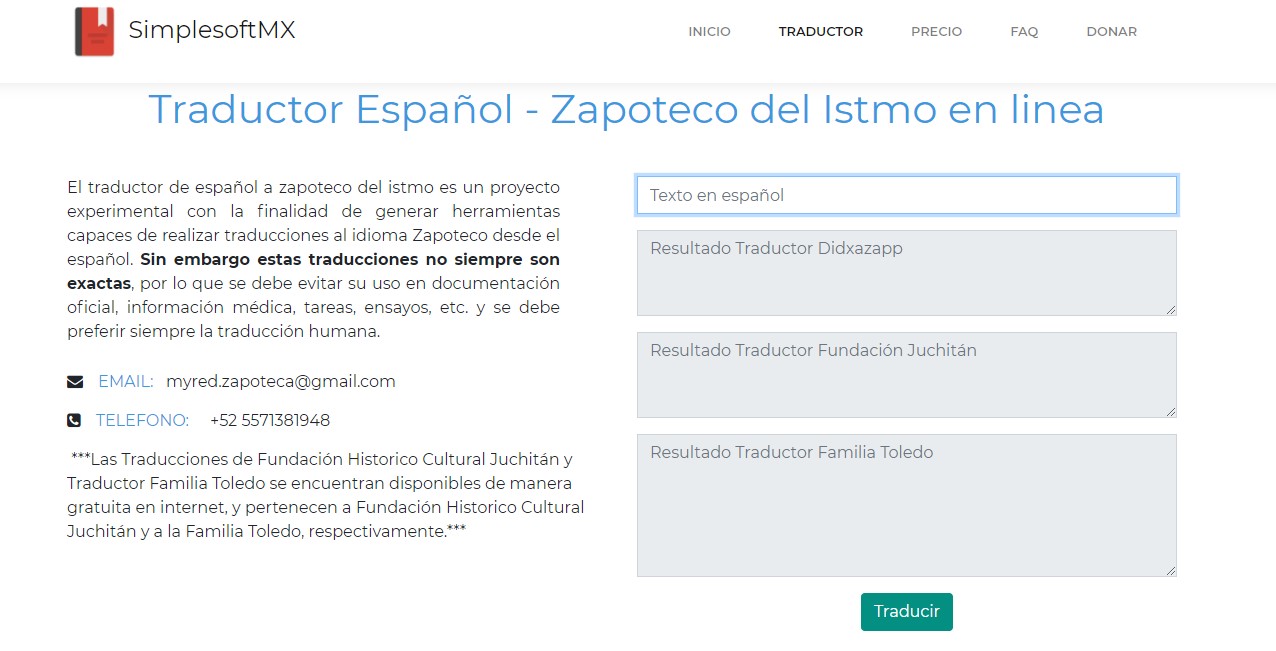 SimplesoftMX
INICIO
TRADUCTOR
PRECIO
FAQ
DONAR
Traductor Español - Zapoteco del Istmo en linea
El traductor de español a zapoteco del istmo es un proyecto
experimental con la finalidad de generar herramientas
capaces de realizar traducciones al idioma Zapoteco desde el
español. Sin embargo estas traducciones no siempre son
exactas, por lo que se debe evitar su uso en documentación
oficial, información médica, tareas, ensayos, etc. y se debe
preferir siempre la traducción humana.
EMAIL: myred.zapoteca@gmail.com
TELEFONO: +52 5571381948
***Las Traducciones de Fundación Historico Cultural Juchitán y
Traductor Familia Toledo se encuentran disponibles de manera
gratuita en internet, y pertenecen a Fundación Historico Cultural
Juchitán y a la Familia Toledo, respectivamente.***
Texto en español
Resultado Traductor Didxazapp
Resultado Traductor Fundación Juchitán
Resultado Traductor Familia Toledo
Traducir